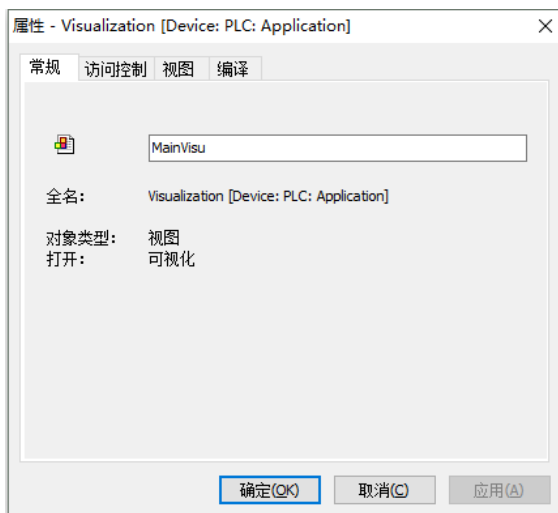 属性 - Visualization [Device: PLC: Application]
常规 访问控制 视图 编译
MainVisu
全名: Visualization [Device: PLC: Application]
对象类型: 视图
打开: 可视化
确定(OK) 取消(C) 应用(A)